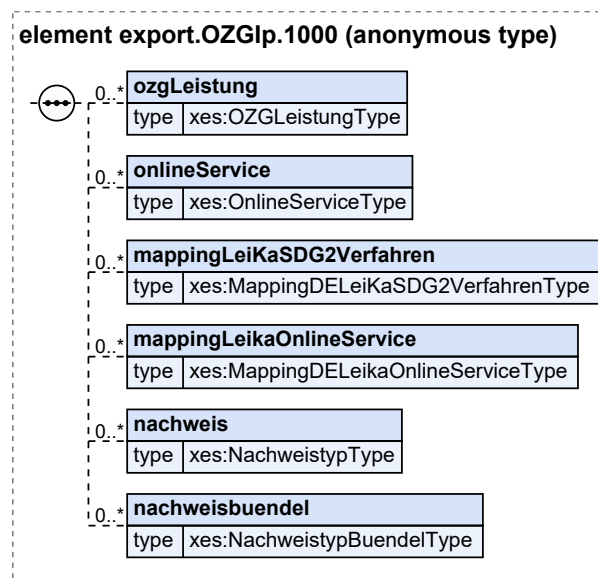 element export.OZGIp.1000 (anonymous type)
0..* ozgLeistung
type xes:OZGLeistungType
0..* onlineService
type xes:OnlineServiceType
0..* mappingLeiKaSDG2Verfahren
type xes:MappingDELeiKaSDG2VerfahrenType
0..* mappingLeikaOnlineService
type xes:MappingDELeikaOnlineServiceType
0..* nachweis
type xes:NachweistypType
0..* nachweisbuendel
type xes:NachweistypBuendelType